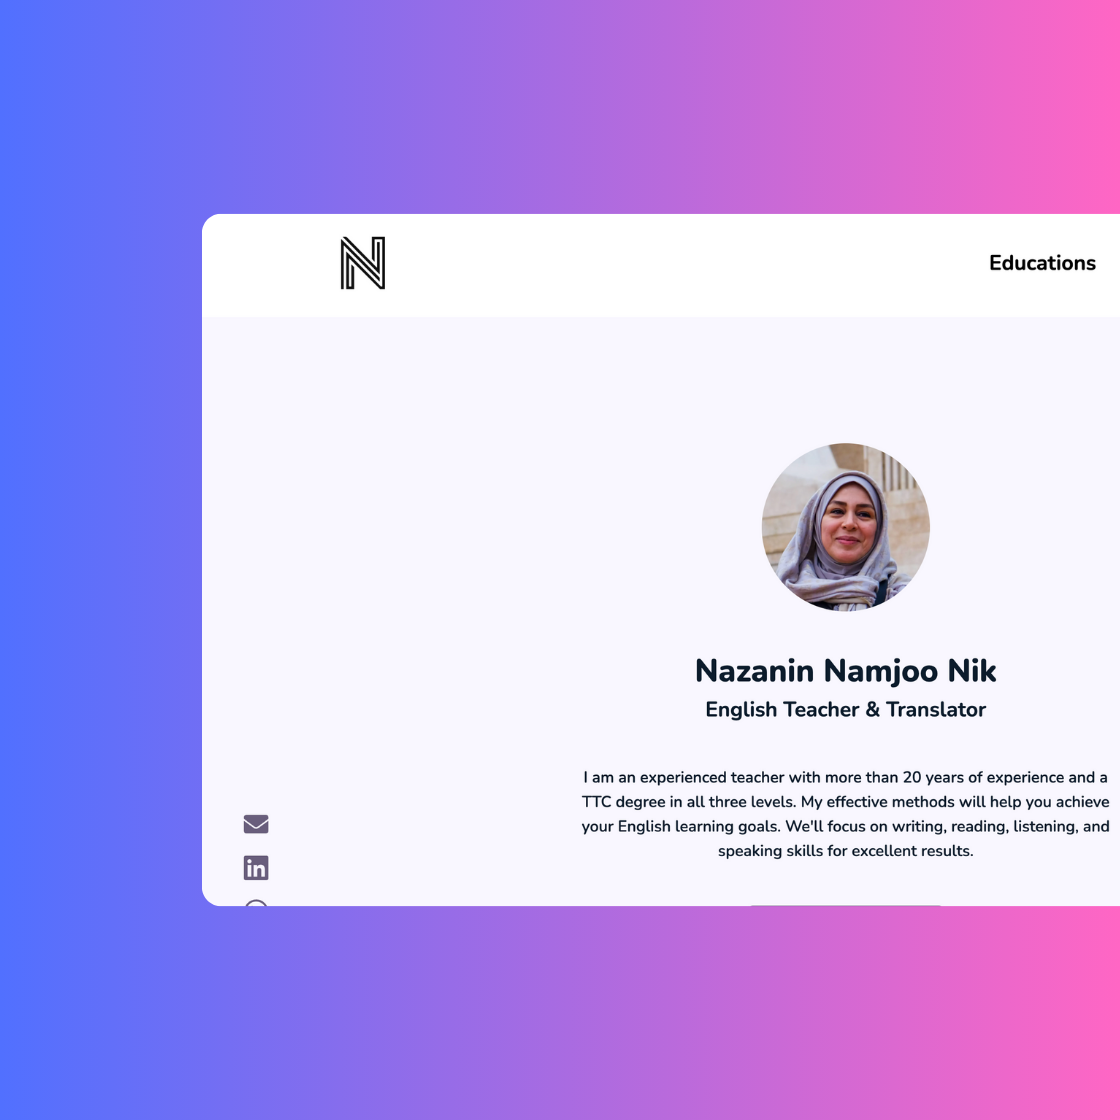 N
Educations
Nazanin Namjoo Nik
English Teacher & Translator
I am an experienced teacher with more than 20 years of experience and a
TTC degree in all three levels. My effective methods will help you achieve
your English learning goals. We'll focus on writing, reading, listening, and
speaking skills for excellent results.
in